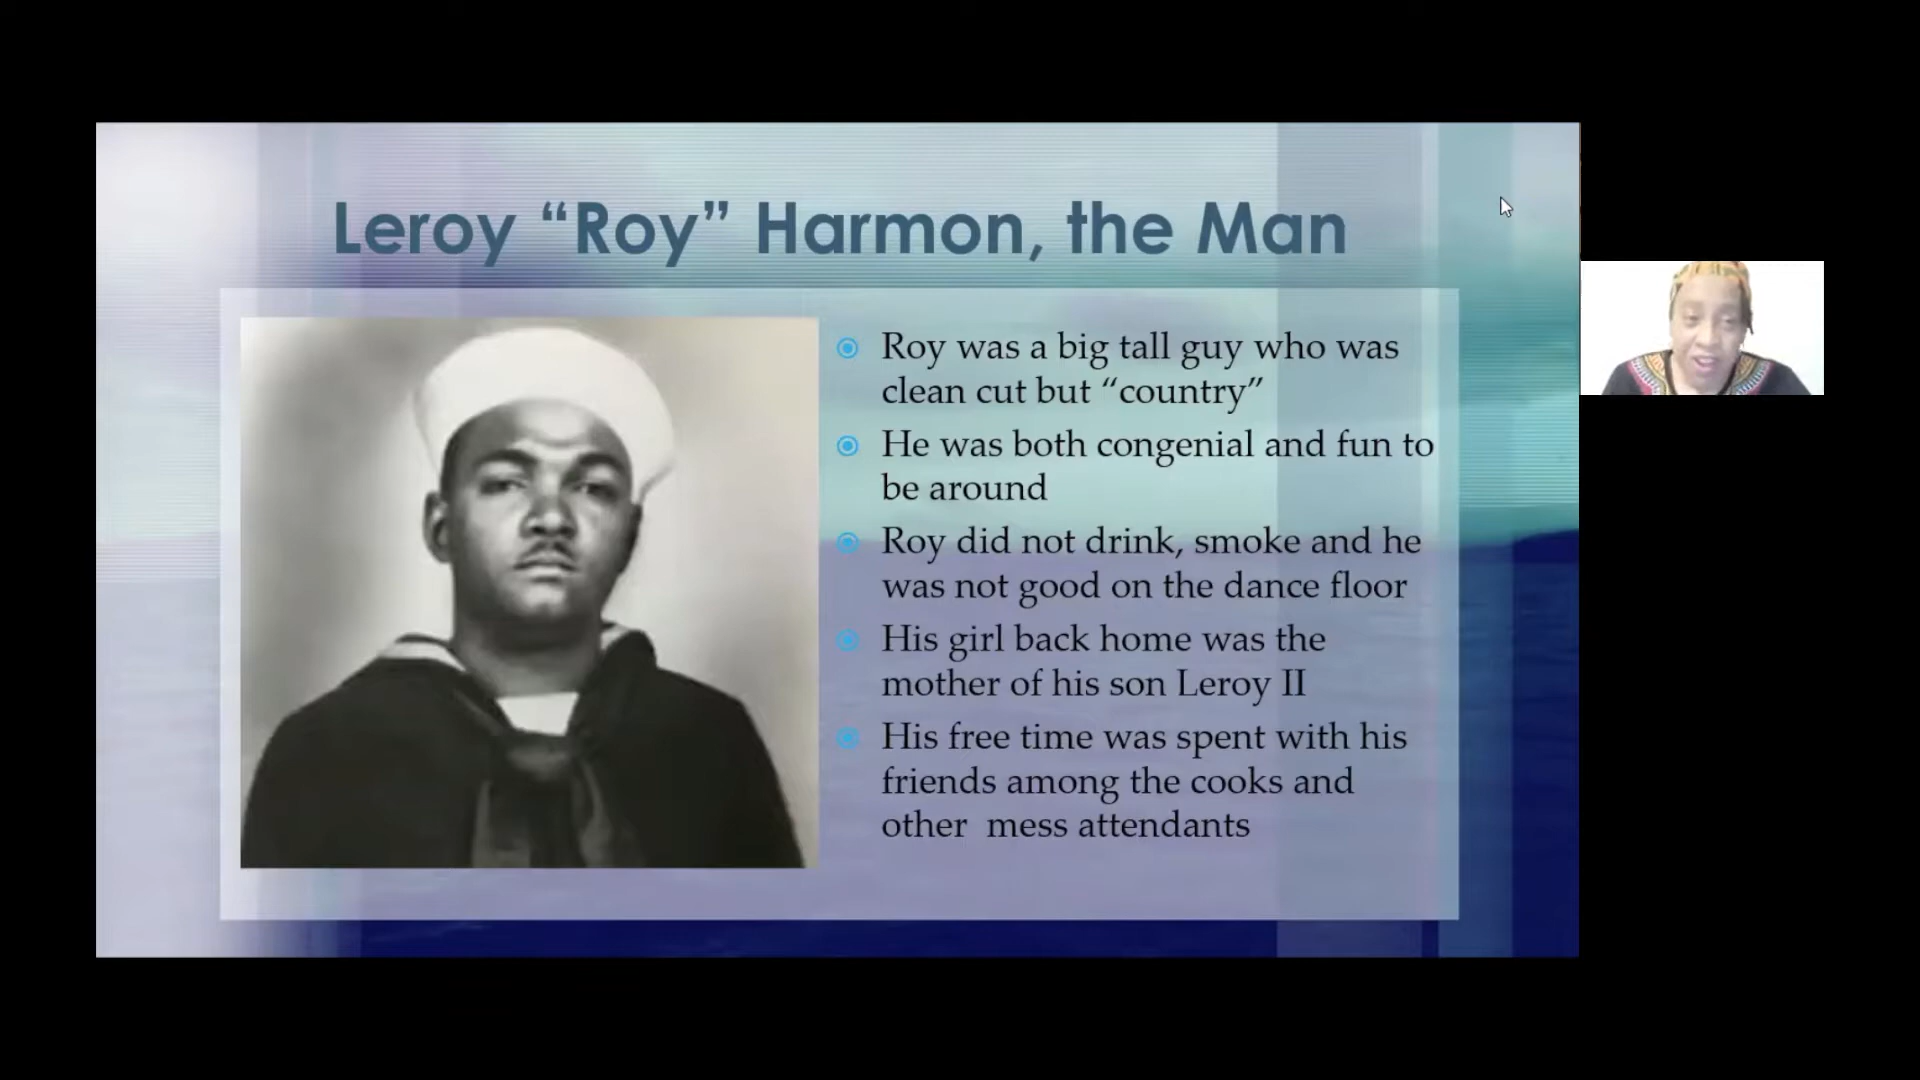 Leroy “Roy” Harmon, the Man
Roy was a big tall guy who was
clean cut but “country”
He was both congenial and fun to
be around
Roy did not drink, smoke and he
was not good on the dance floor
His girl back home was the
mother of his son Leroy II
His free time was spent with his
friends among the cooks and
other  mess attendants